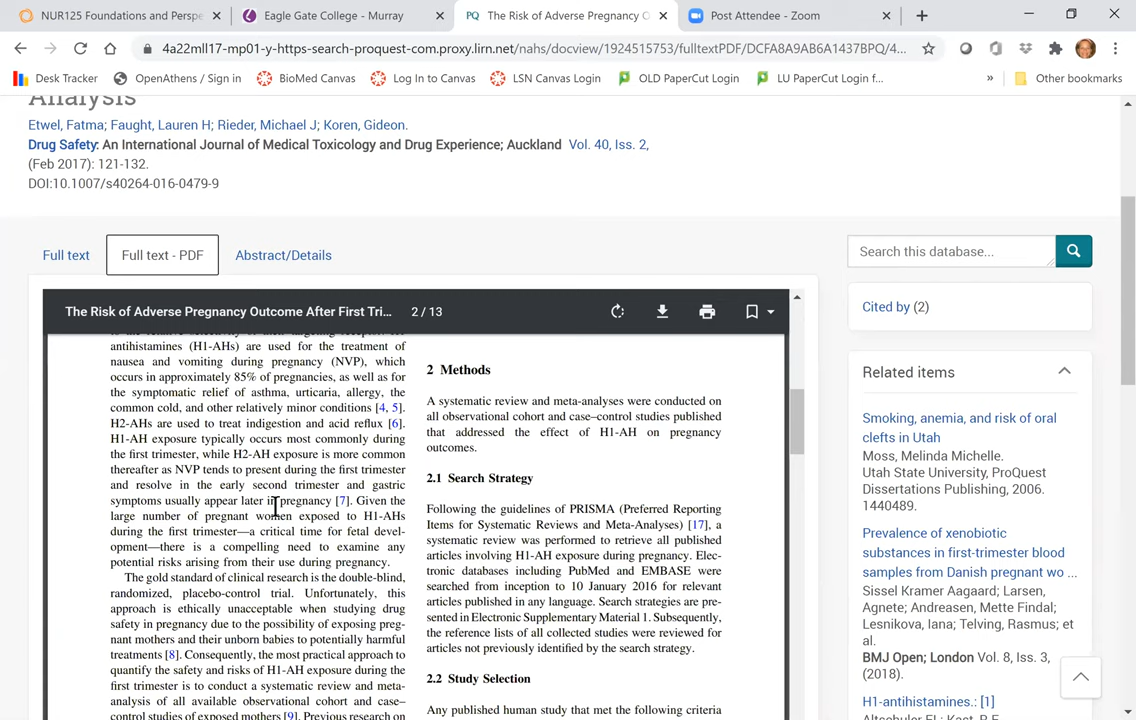 NUR125 Foundations and Perspe
Eagle Gate College - Murray
PQ The Risk of Adverse Pregnancy O
Post Attendee - Zoom
4a22mll17-mp01-y-https-search-proquest-com.proxy.lirn.net/nahs/docview/1924515753/fulltextPDF/DCFA8A9AB6A1437BPQ/4...
Desk Tracker
OpenAthens / Sign in
BioMed Canvas
Log In to Canvas
LSN Canvas Login
OLD PaperCut Login
LU PaperCut Login f...
»
Other bookmarks
Analysis
Etwel, Fatma; Faught, Lauren H; Rieder, Michael J; Koren, Gideon.
Drug Safety: An International Journal of Medical Toxicology and Drug Experience; Auckland Vol. 40, Iss. 2,
(Feb 2017): 121-132.
DOI:10.1007/s40264-016-0479-9
Full text
Full text - PDF
Abstract/Details
The Risk of Adverse Pregnancy Outcome After First Tri...
2 / 13
antihistamines (H1-AHs) are used for the treatment of
nausea and vomiting during pregnancy (NVP), which
occurs in approximately 85% of pregnancies, as well as for
the symptomatic relief of asthma, urticaria, allergy, the
common cold, and other relatively minor conditions [4, 5].
H2-AHs are used to treat indigestion and acid reflux [6].
H1-AH exposure typically occurs most commonly during
the first trimester, while H2-AH exposure is more common
thereafter as NVP tends to present during the first trimester
and resolve in the early second trimester and gastric
symptoms usually appear later in pregnancy [7]. Given the
large number of pregnant women exposed to H1-AHs
during the first trimester—a critical time for fetal devel-
opment—there is a compelling need to examine any
potential risks arising from their use during pregnancy.
The gold standard of clinical research is the double-blind,
randomized, placebo-control trial. Unfortunately, this
approach is ethically unacceptable when studying drug
safety in pregnancy due to the possibility of exposing preg-
nant mothers and their unborn babies to potentially harmful
treatments [8]. Consequently, the most practical approach to
quantify the safety and risks of H1-AH exposure during the
first trimester is to conduct a systematic review and meta-
analysis of all available observational cohort and case–
control studies of exposed mothers [9]. Previous research on
2 Methods
A systematic review and meta-analyses were conducted on
all observational cohort and case–control studies published
that addressed the effect of H1-AH on pregnancy
outcomes.
2.1 Search Strategy
Following the guidelines of PRISMA (Preferred Reporting
Items for Systematic Reviews and Meta-Analyses) [17], a
systematic review was performed to retrieve all published
articles involving H1-AH exposure during pregnancy. Elec-
tronic databases including PubMed and EMBASE were
searched from inception to 10 January 2016 for relevant
articles published in any language. Search strategies are pre-
sented in Electronic Supplementary Material 1. Subsequently,
the reference lists of all collected studies were reviewed for
articles not previously identified by the search strategy.
2.2 Study Selection
Any published human study that met the following criteria
Search this database...
Cited by (2)
Related items
Smoking, anemia, and risk of oral
clefts in Utah
Moss, Melinda Michelle.
Utah State University, ProQuest
Dissertations Publishing, 2006.
1440489.
Prevalence of xenobiotic
substances in first-trimester blood
samples from Danish pregnant wo ...
Sissel Kramer Aagaard; Larsen,
Agnete; Andreasen, Mette Findal;
Lesnikova, Iana; Telving, Rasmus; et
al.
BMJ Open; London Vol. 8, Iss. 3,
(2018).
H1-antihistamines.: [1]